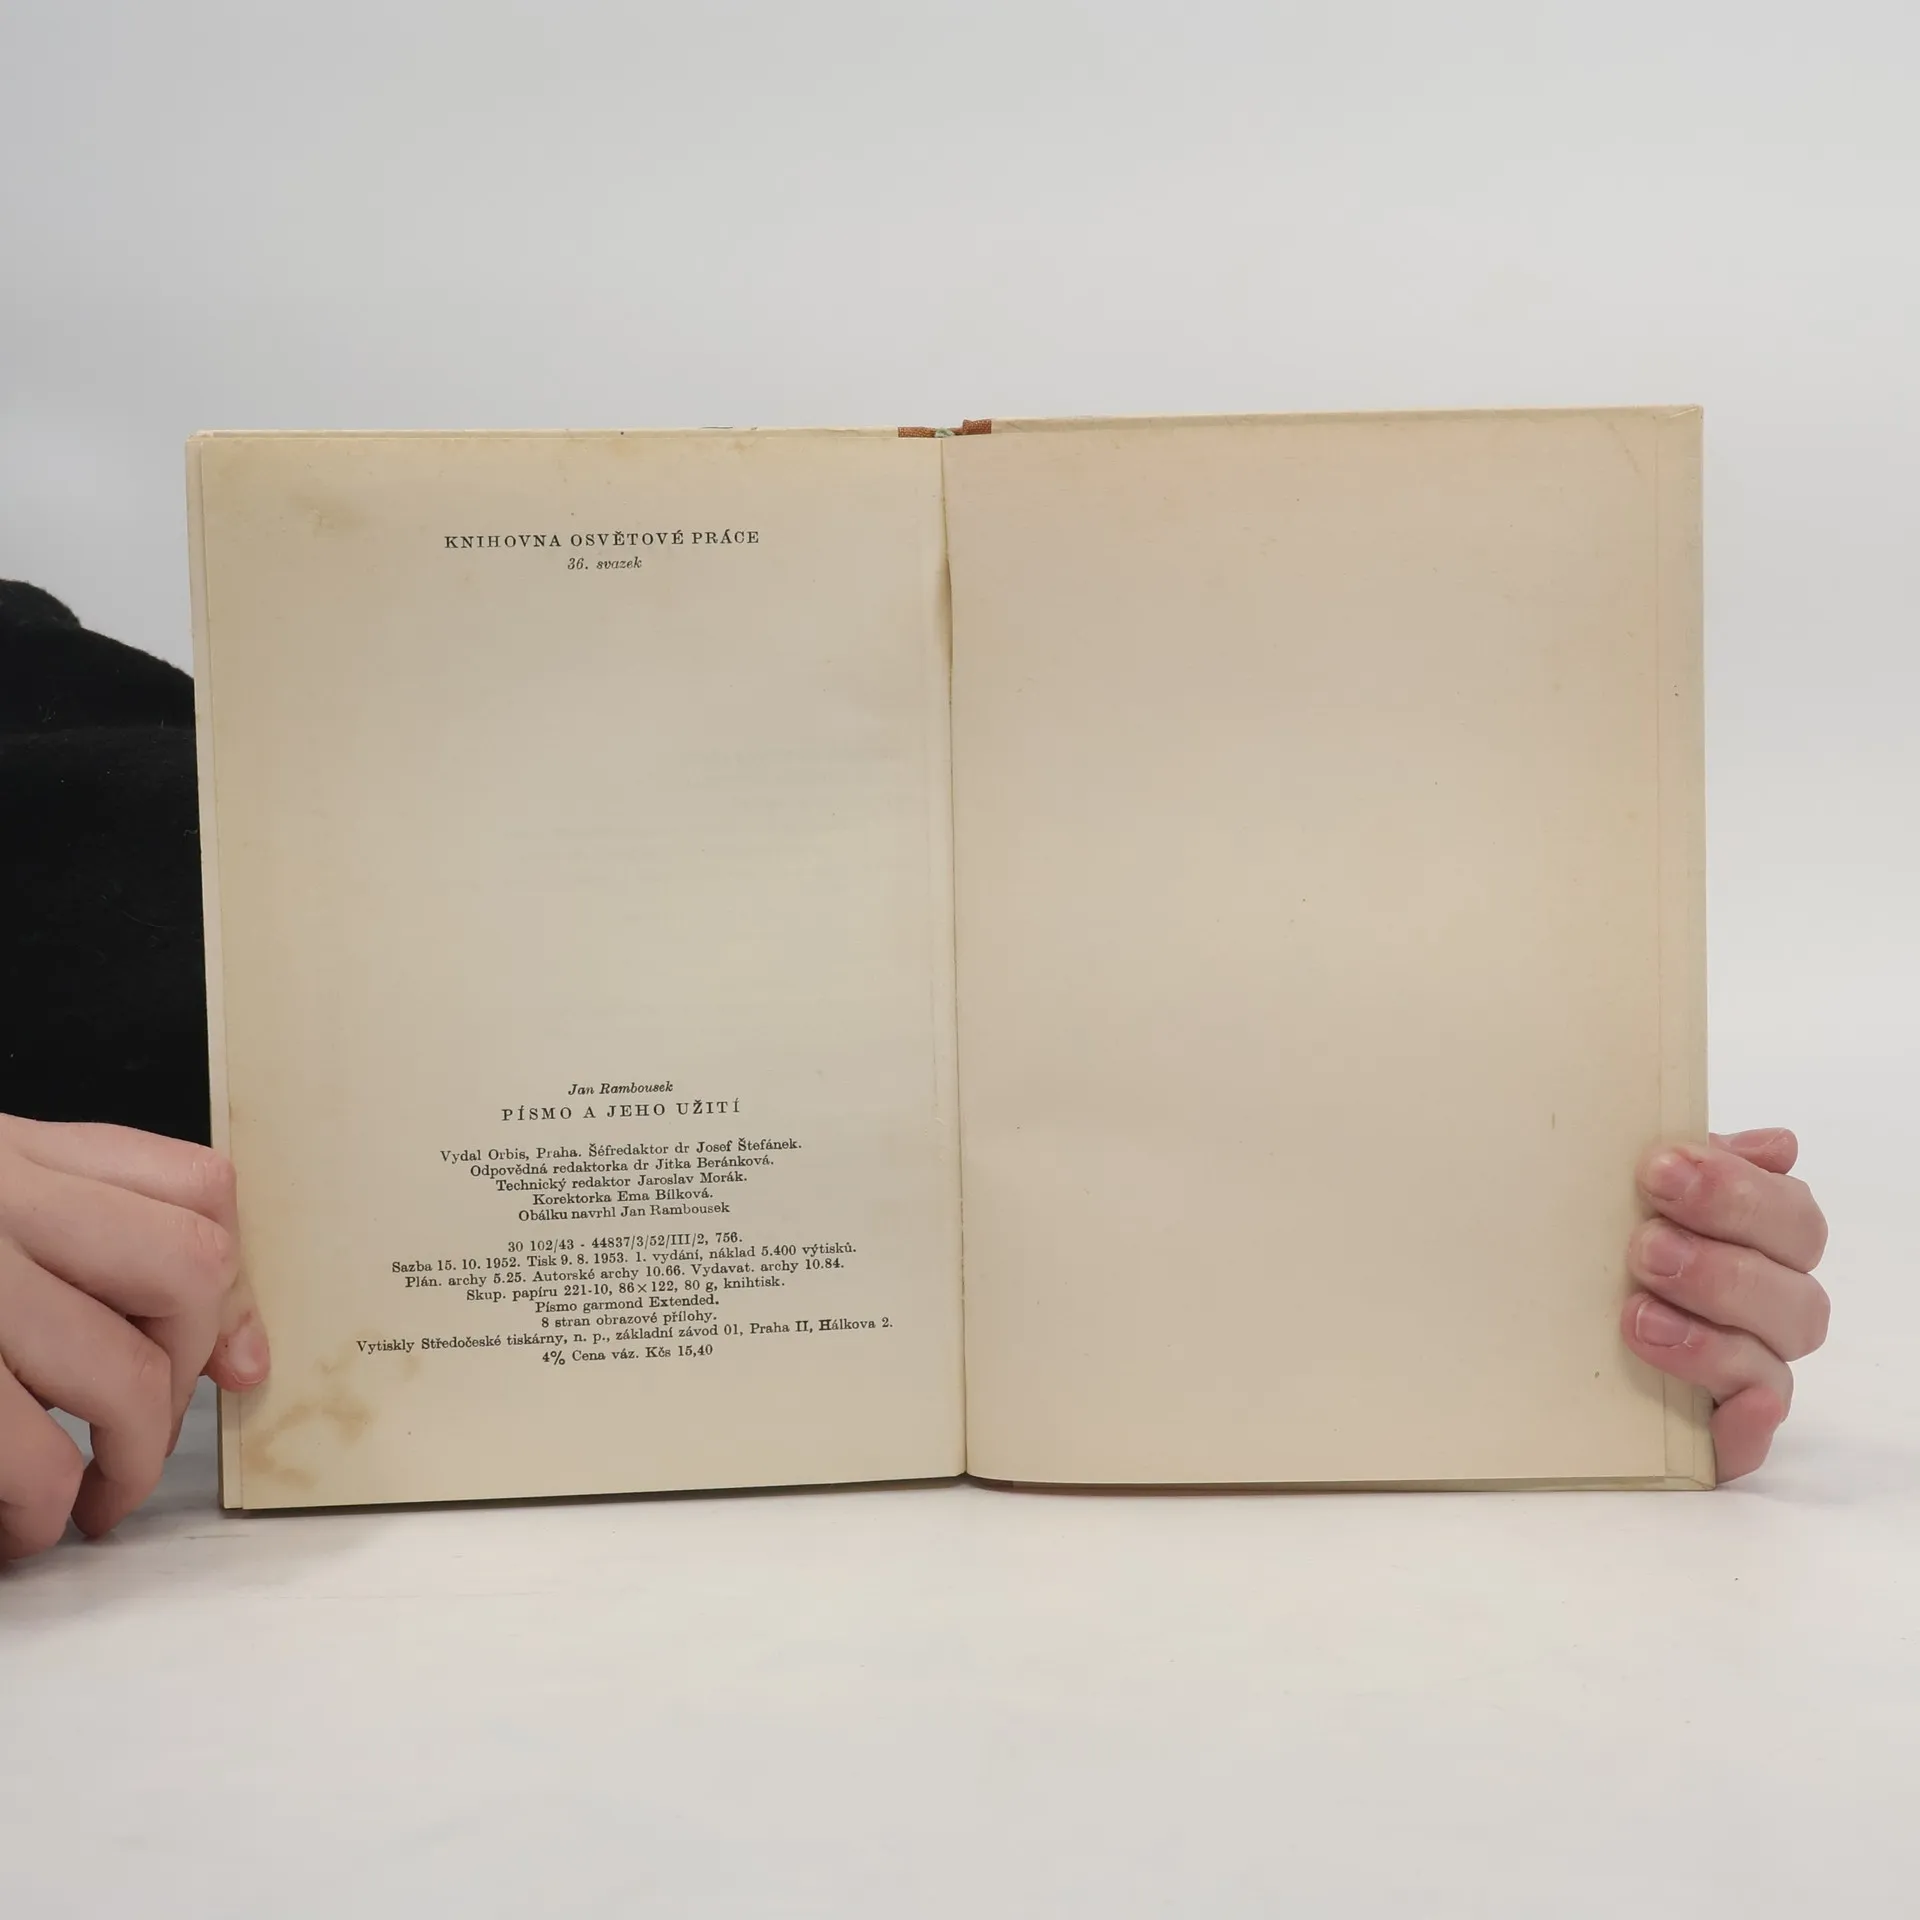 KNIHOVNA OSVĚTOVÉ PRÁCE
36. svazek
Jan Rambousek
PÍSMO A JEHO UŽITÍ
Vydal Orbis, Praha. Šéfredaktor dr Josef Štefánek.
Odpovědná redaktorka dr Jitka Beránková.
Technický redaktor Jaroslav Morák.
Korektorka Ema Bílková.
Obálku navrhl Jan Rambousek
30 102/43 - 44837/3/52/III/2, 756.
Sazba 15. 10. 1952. Tisk 9. 8. 1953. 1. vydání, náklad 5.400 výtisků.
Plán. archy 5.25. Autorské archy 10.66. Vydavat. archy 10.84.
Skup. papíru 221-10, 86×122, 80 g, knihtisk.
Písmo garmond Extended.
8 stran obrazové přílohy.
Vytiskly Středočeské tiskárny, n. p., základní závod 01, Praha II, Hálkova 2.
4% Cena váz. Kčs 15,40